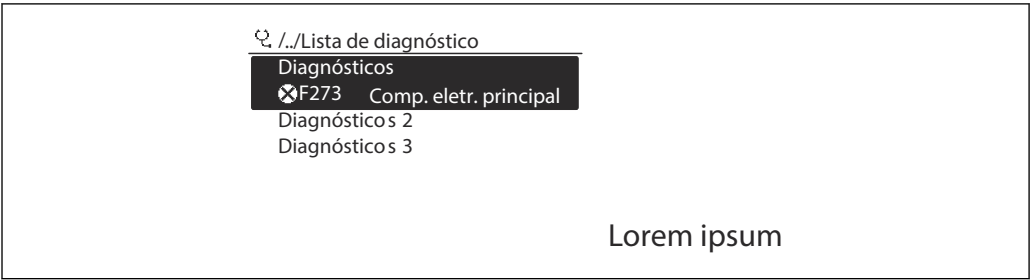 /../Lista de diagnóstico
Diagnósticos
F273 Comp. eletr. principal
Diagnósticos 2
Diagnósticos 3
Lorem ipsum